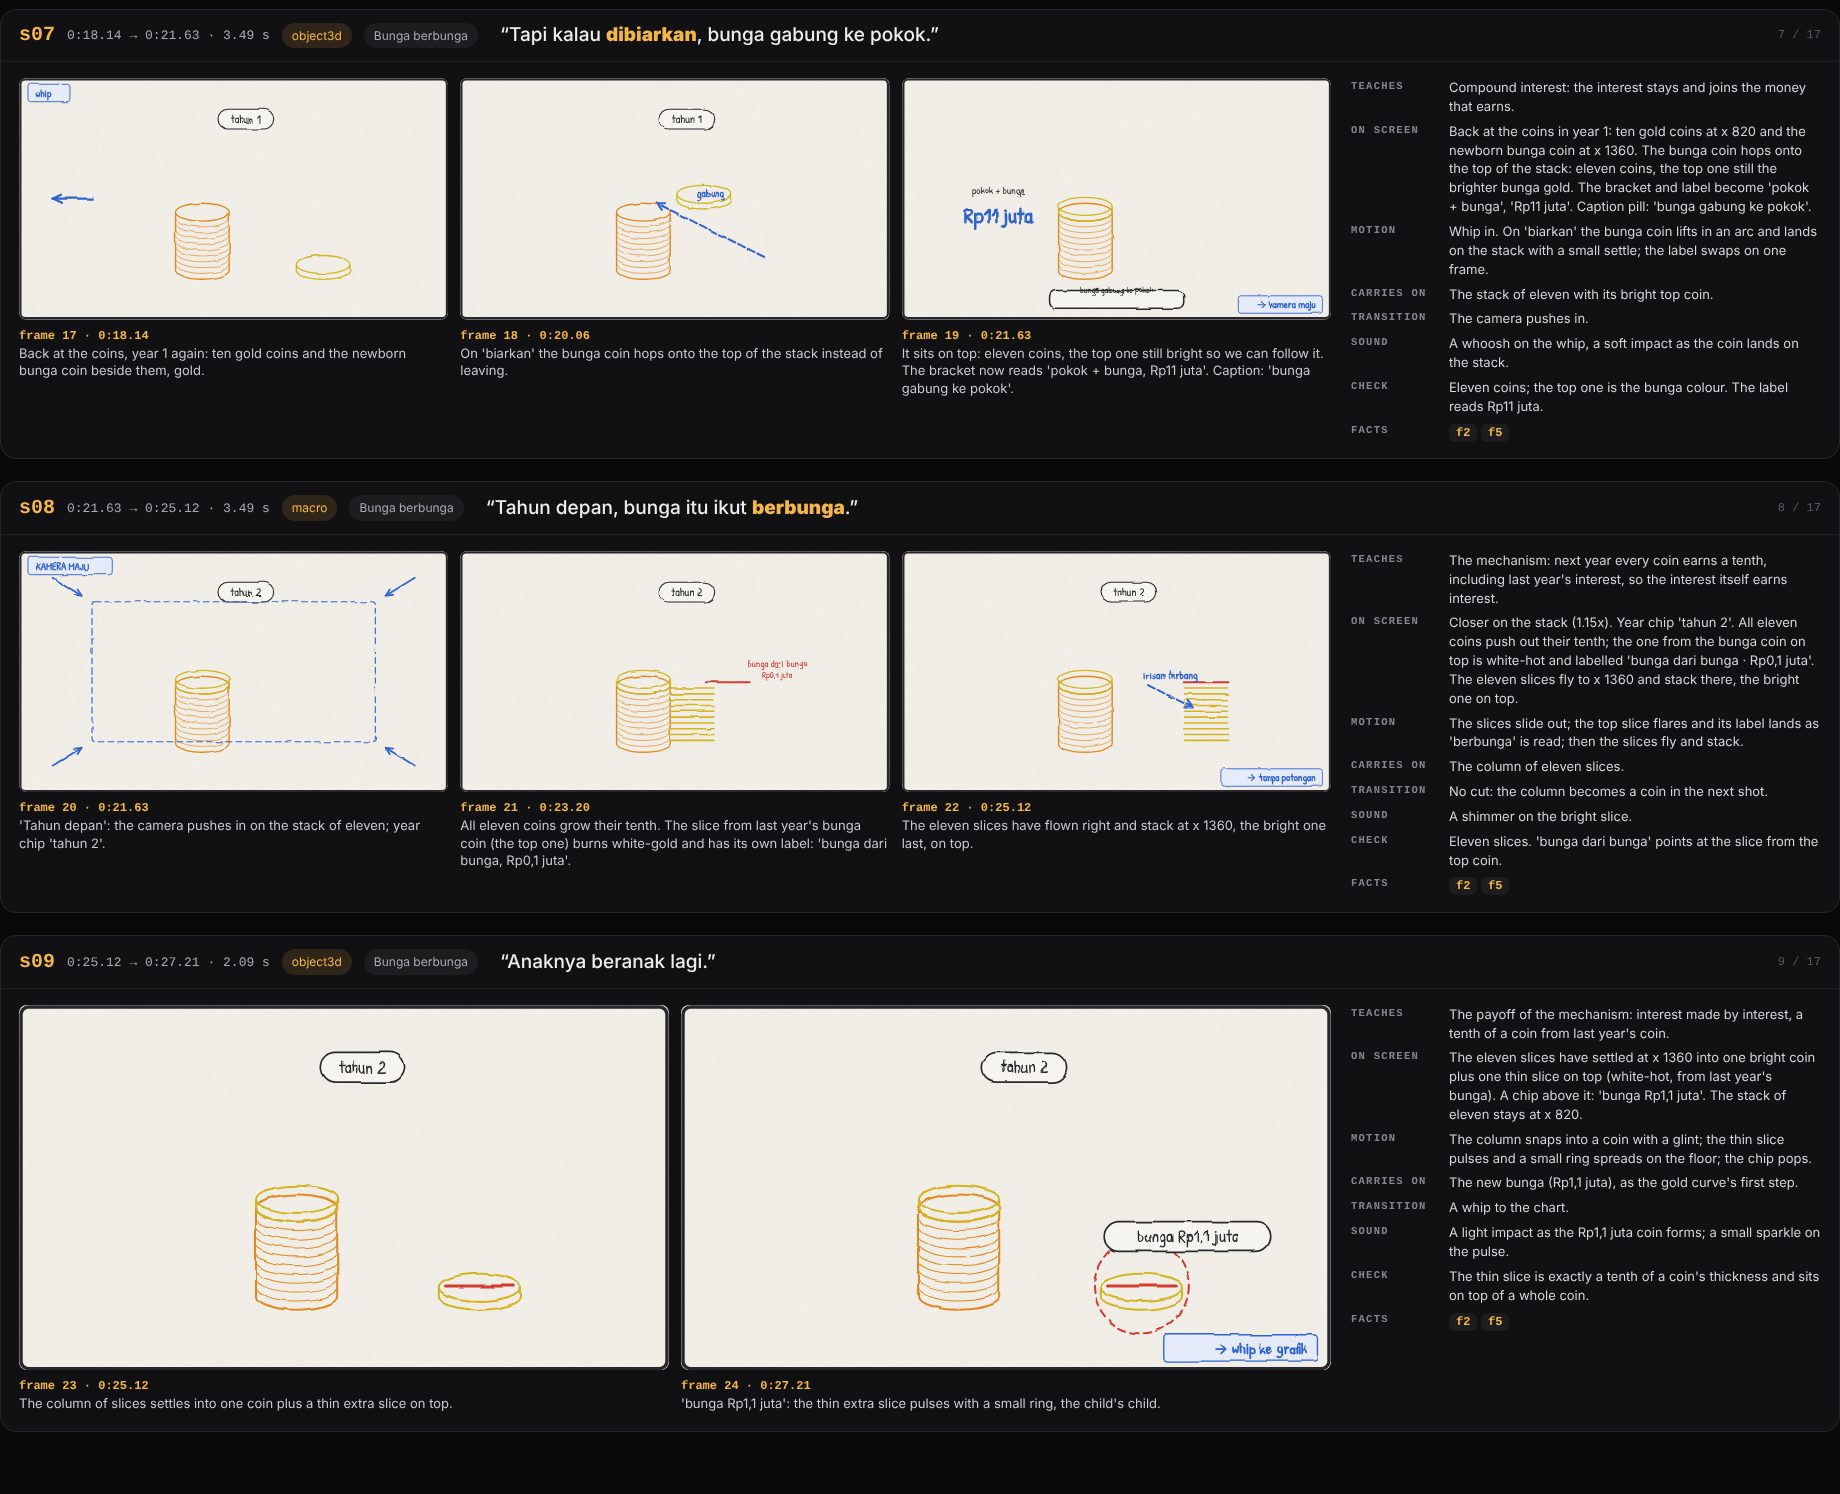 s07 0:18.14 → 0:21.63 · 3.49 s object3d Bunga berbunga “Tapi kalau dibiarkan, bunga gabung ke pokok.” 7 / 17
whip
tahun 1
frame 17 · 0:18.14
Back at the coins, year 1 again: ten gold coins and the newborn
bunga coin beside them, gold.
tahun 1
gabung
frame 18 · 0:20.06
On 'biarkan' the bunga coin hops onto the top of the stack instead of
leaving.
pokok + bunga
Rp11 juta
bunga gabung ke pokok
→ kamera maju
frame 19 · 0:21.63
It sits on top: eleven coins, the top one still bright so we can follow it.
The bracket now reads 'pokok + bunga, Rp11 juta'. Caption: 'bunga
gabung ke pokok'.
TEACHES Compound interest: the interest stays and joins the money
that earns.
ON SCREEN Back at the coins in year 1: ten gold coins at x 820 and the
newborn bunga coin at x 1360. The bunga coin hops onto
the top of the stack: eleven coins, the top one still the
brighter bunga gold. The bracket and label become 'pokok
+ bunga', 'Rp11 juta'. Caption pill: 'bunga gabung ke pokok'.
MOTION Whip in. On 'biarkan' the bunga coin lifts in an arc and lands
on the stack with a small settle; the label swaps on one
frame.
CARRIES ON The stack of eleven with its bright top coin.
TRANSITION The camera pushes in.
SOUND A whoosh on the whip, a soft impact as the coin lands on
the stack.
CHECK Eleven coins; the top one is the bunga colour. The label
reads Rp11 juta.
FACTS f2 f5
s08 0:21.63 → 0:25.12 · 3.49 s macro Bunga berbunga “Tahun depan, bunga itu ikut berbunga.” 8 / 17
KAMERA MAJU
tahun 2
frame 20 · 0:21.63
'Tahun depan': the camera pushes in on the stack of eleven; year
chip 'tahun 2'.
tahun 2
bunga dari bunga
Rp0,1 juta
frame 21 · 0:23.20
All eleven coins grow their tenth. The slice from last year's bunga
coin (the top one) burns white-gold and has its own label: 'bunga dari
bunga, Rp0,1 juta'.
tahun 2
irisan terbang
→ tanpa potongan
frame 22 · 0:25.12
The eleven slices have flown right and stack at x 1360, the bright one
last, on top.
TEACHES The mechanism: next year every coin earns a tenth,
including last year's interest, so the interest itself earns
interest.
ON SCREEN Closer on the stack (1.15x). Year chip 'tahun 2'. All eleven
coins push out their tenth; the one from the bunga coin on
top is white-hot and labelled 'bunga dari bunga · Rp0,1 juta'.
The eleven slices fly to x 1360 and stack there, the bright
one on top.
MOTION The slices slide out; the top slice flares and its label lands as
'berbunga' is read; then the slices fly and stack.
CARRIES ON The column of eleven slices.
TRANSITION No cut: the column becomes a coin in the next shot.
SOUND A shimmer on the bright slice.
CHECK Eleven slices. 'bunga dari bunga' points at the slice from the
top coin.
FACTS f2 f5
s09 0:25.12 → 0:27.21 · 2.09 s object3d Bunga berbunga “Anaknya beranak lagi.” 9 / 17
tahun 2
frame 23 · 0:25.12
The column of slices settles into one coin plus a thin extra slice on top.
tahun 2
bunga Rp1,1 juta
→ whip ke grafik
frame 24 · 0:27.21
'bunga Rp1,1 juta': the thin extra slice pulses with a small ring, the child's child.
TEACHES The payoff of the mechanism: interest made by interest, a
tenth of a coin from last year's coin.
ON SCREEN The eleven slices have settled at x 1360 into one bright coin
plus one thin slice on top (white-hot, from last year's
bunga). A chip above it: 'bunga Rp1,1 juta'. The stack of
eleven stays at x 820.
MOTION The column snaps into a coin with a glint; the thin slice
pulses and a small ring spreads on the floor; the chip pops.
CARRIES ON The new bunga (Rp1,1 juta), as the gold curve's first step.
TRANSITION A whip to the chart.
SOUND A light impact as the Rp1,1 juta coin forms; a small sparkle on
the pulse.
CHECK The thin slice is exactly a tenth of a coin's thickness and sits
on top of a whole coin.
FACTS f2 f5